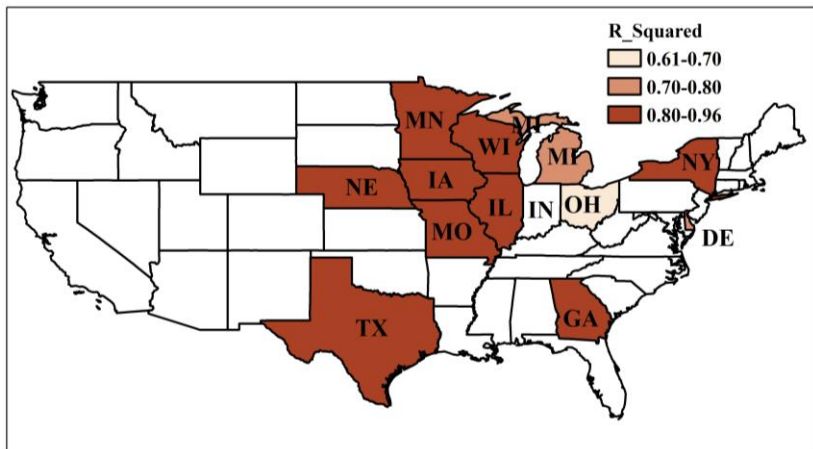 R_Squared
0.61-0.70
0.70-0.80
0.80-0.96
MN
MI
WI
MI
NY
NE
IA
IL
IN
OH
MO
DE
TX
GA